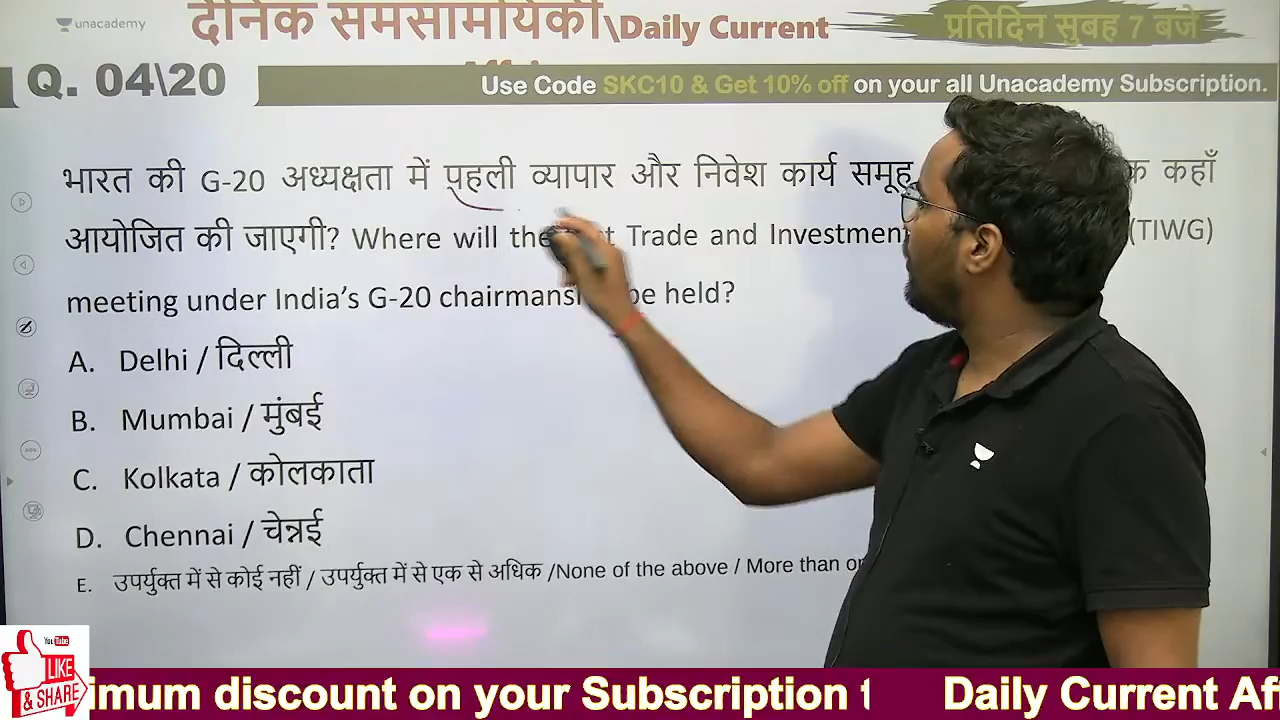 unacademy
दैनिक समसामयिकी\Daily Current
प्रतिदिन सुबह 7 बजे
Q. 04\20
Use Code SKC10 & Get 10% off on your all Unacademy Subscription.
भारत की G-20 अध्यक्षता में पहली व्यापार और निवेश कार्य समूह कहाँ
आयोजित की जाएगी? Where will the Trade and Investment (TIWG)
meeting under India's G-20 be held?
A. Delhi / दिल्ली
B. Mumbai / मुंबई
C. Kolkata / कोलकाता
D. Chennai / चेन्नई
E. उपर्युक्त में से कोई नहीं / उपर्युक्त में से एक से अधिक /None of the above / More than
YouTube
LIKE
& SHARE
discount on your Subscription
Daily Current